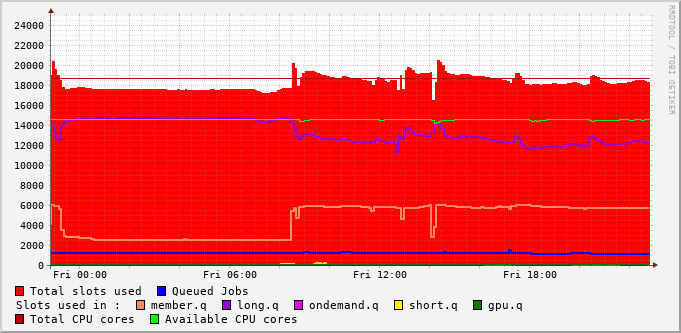 RRDTOOL / TOBI OETIKER
24000
22000
20000
18000
16000
14000
12000
10000
8000
6000
4000
2000
0
Fri 00:00 Fri 06:00 Fri 12:00 Fri 18:00
Total slots used Queued Jobs
Slots used in : member.q long.q ondemand.q short.q gpu.q
Total CPU cores Available CPU cores